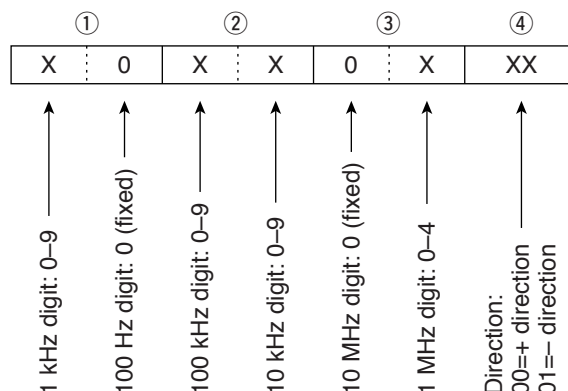 ① ② ③ ④
X 0 X X 0 X XX
1 kHz digit: 0–9
100 Hz digit: 0 (fixed)
100 kHz digit: 0–9
10 kHz digit: 0–9
10 MHz digit: 0 (fixed)
1 MHz digit: 0–4
Direction:
00=+ direction
01=– direction